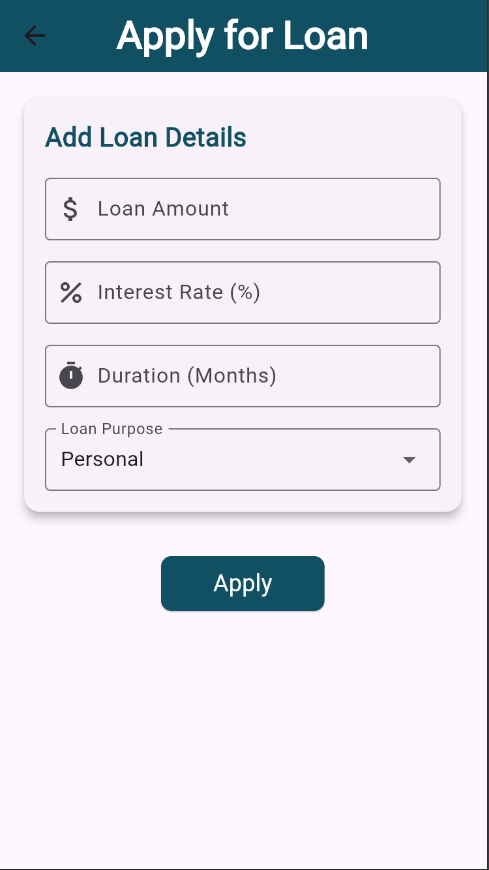 Apply for Loan
Add Loan Details
$ Loan Amount
% Interest Rate (%)
Duration (Months)
Loan Purpose
Personal
Apply